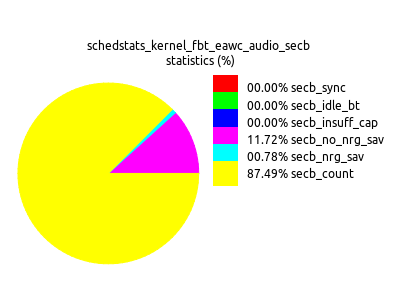 schedstats_kernel_fbt_eawc_audio_secb
statistics (%)
00.00% secb_sync
00.00% secb_idle_bt
00.00% secb_insuff_cap
11.72% secb_no_nrg_sav
00.78% secb_nrg_sav
87.49% secb_count